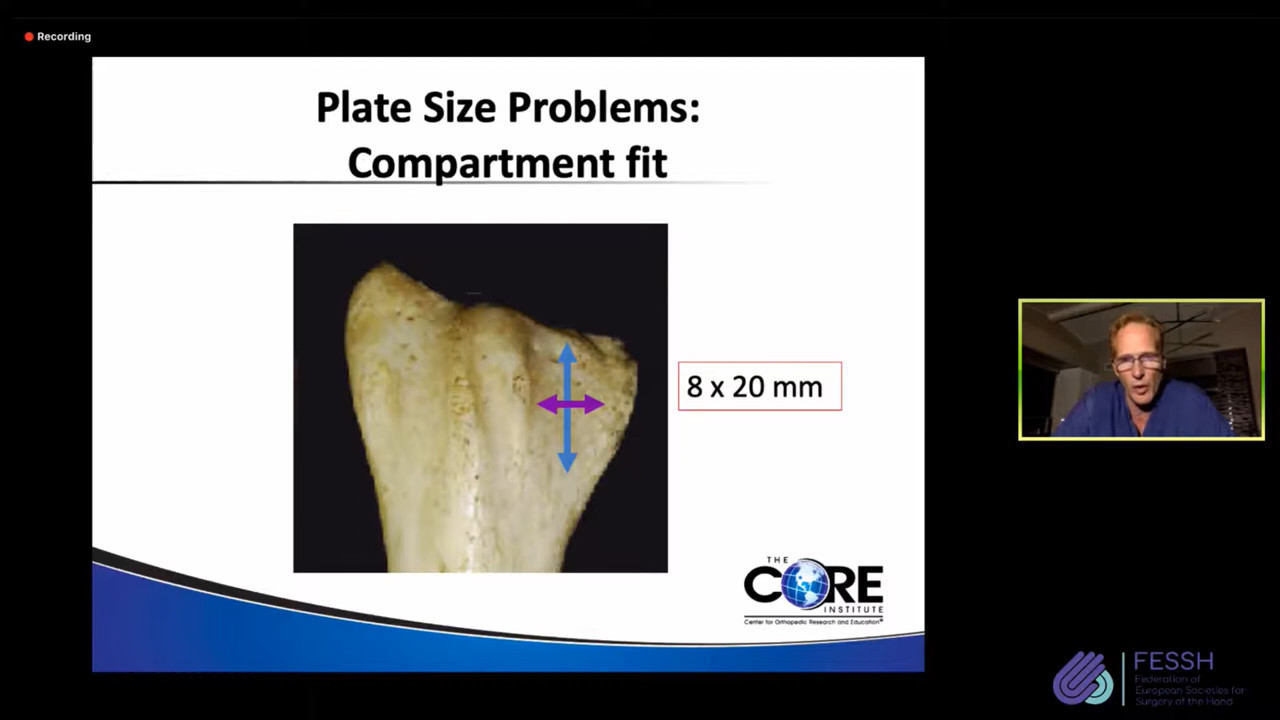 Recording
Plate Size Problems:
Compartment fit
8 x 20 mm
THE
CORE
INSTITUTE
Center for Orthopedic Research and Education®
FESSH
Federation of
European Societies for
Surgery of the Hand